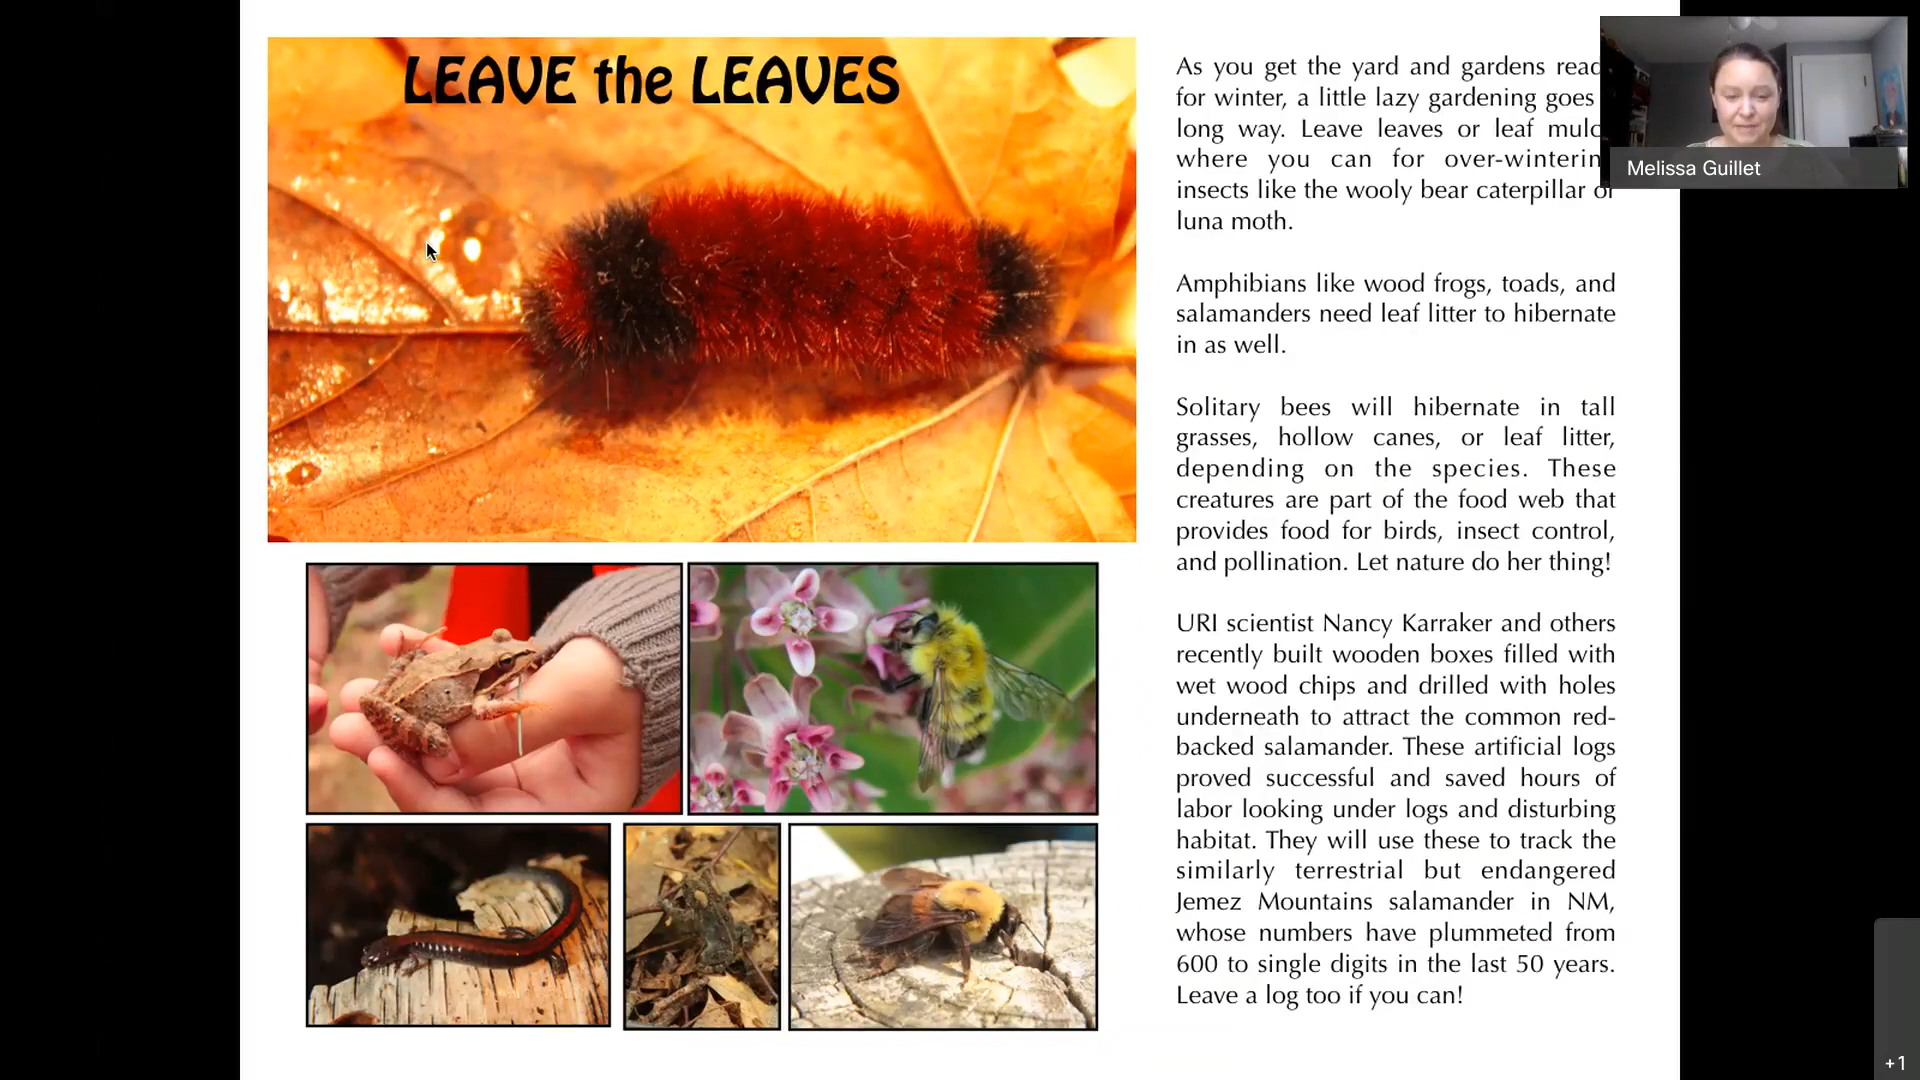 LEAVE the LEAVES
As you get the yard and gardens
for winter, a little lazy gardening goes
long way. Leave leaves or leaf
where you can for
insects like the wooly bear caterpillar or
luna moth.
Amphibians like wood frogs, toads, and
salamanders need leaf litter to hibernate
in as well.
Solitary bees will hibernate in tall
grasses, hollow canes, or leaf litter,
depending on the species. These
creatures are part of the food web that
provides food for birds, insect control,
and pollination. Let nature do her thing!
URI scientist Nancy Karraker and others
recently built wooden boxes filled with
wet wood chips and drilled with holes
underneath to attract the common red-
backed salamander. These artificial logs
proved successful and saved hours of
labor looking under logs and disturbing
habitat. They will use these to track the
similarly terrestrial but endangered
Jemez Mountains salamander in NM,
whose numbers have plummeted from
600 to single digits in the last 50 years.
Leave a log too if you can!
Melissa Guillet
+1